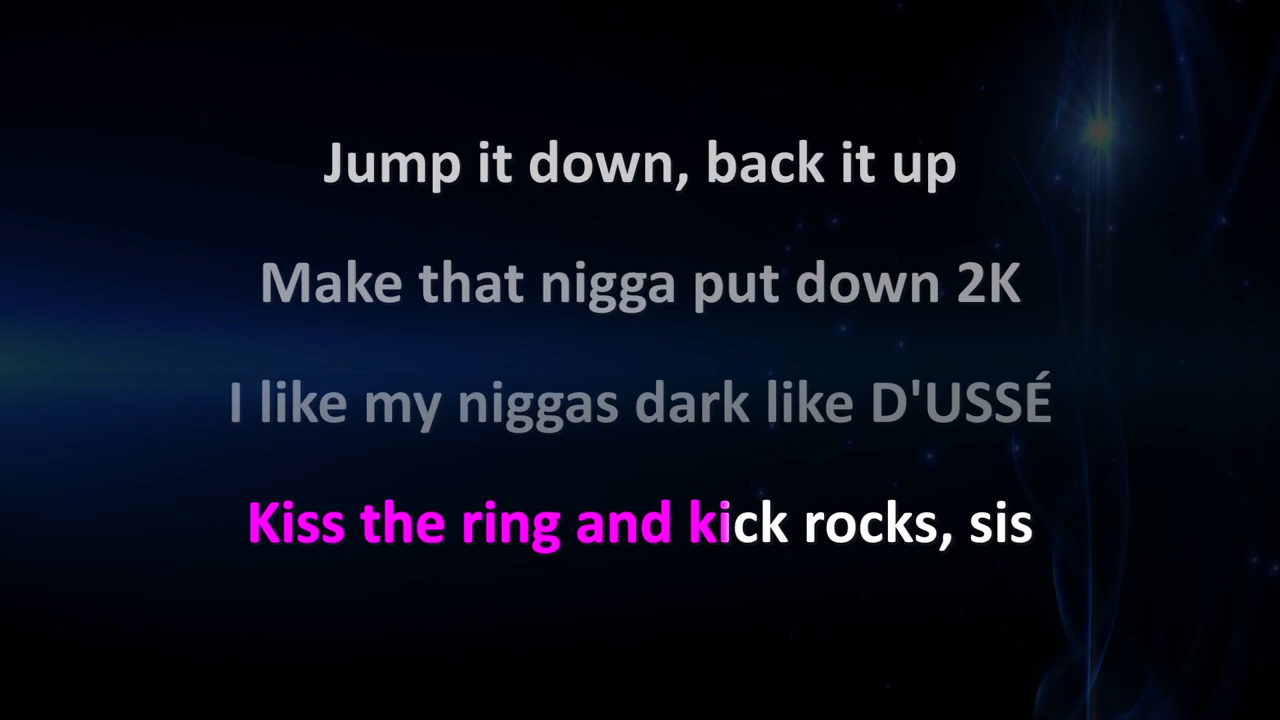 Jump it down, back it up
Make that nigga put down 2K
I like my niggas dark like D'USSÉ
Kiss the ring and kick rocks, sis